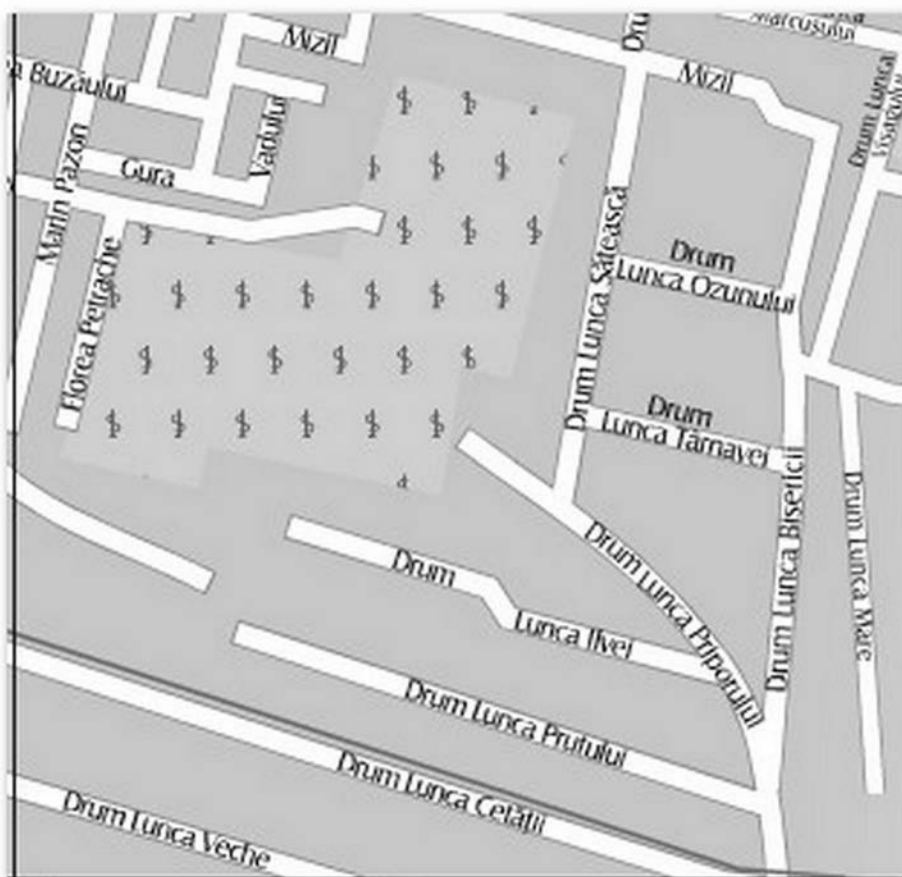 Mizil
Dru
Marcușului
Mizil
Drum Lunca
Visagului
Buzăului
Vadului
Gura
Marin Pazon
Florea Petrache
Drum Lunca Sătească
Drum
Lunca Ozunului
Drum
Lunca Târnavei
Drum Lunca Bisericii
Drum Lunca Mare
Drum Lunca Priporului
Drum
Lunca Ilvei
Drum Lunca Prutului
Drum Lunca Cetății
Drum Lunca Veche